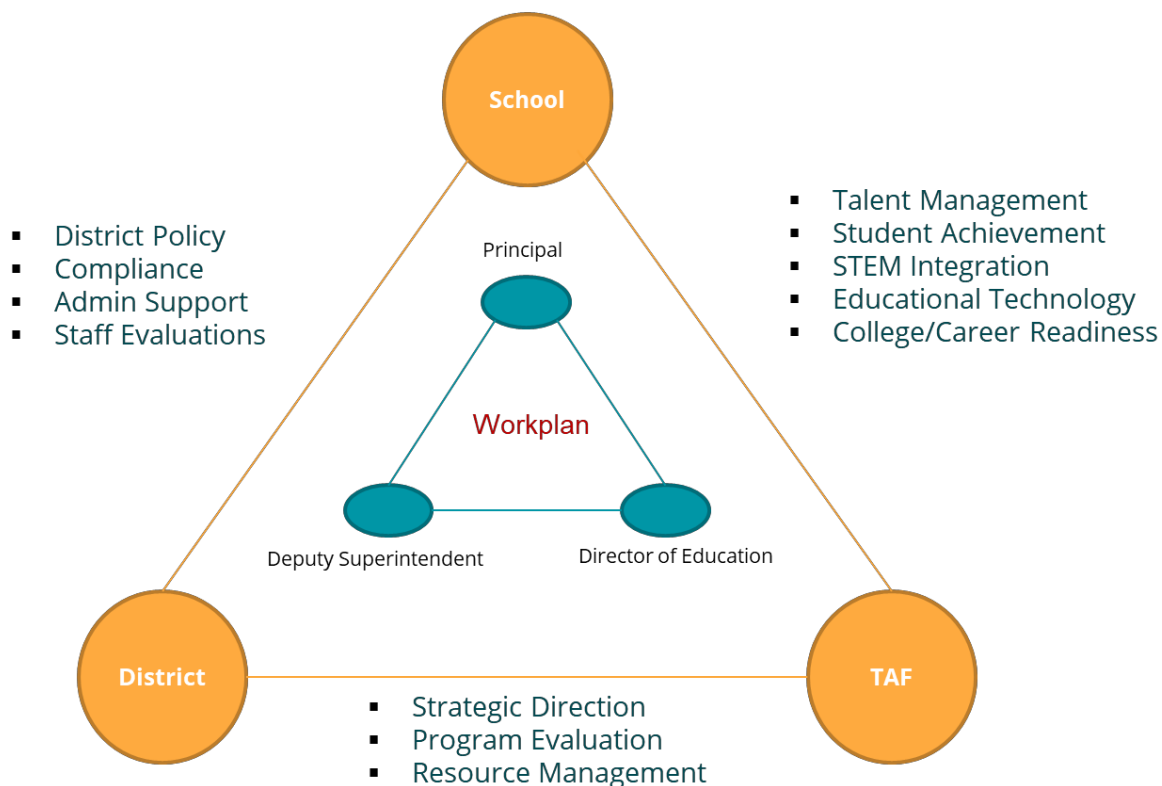 School
▪ District Policy
▪ Compliance
▪ Admin Support
▪ Staff Evaluations
▪ Talent Management
▪ Student Achievement
▪ STEM Integration
▪ Educational Technology
▪ College/Career Readiness
Principal
Workplan
Deputy Superintendent
Director of Education
District
TAF
▪ Strategic Direction
▪ Program Evaluation
▪ Resource Management